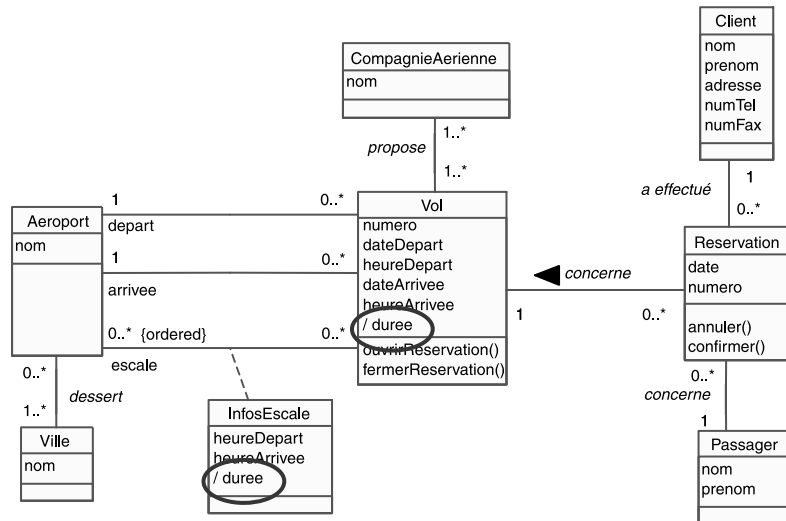 Client
nom
prenom
adresse
numTel
numFax
CompagnieAerienne
nom
1..*
propose
1..*
1
a effectué
0..*
Aeroport
nom
1
0..*
depart
1
0..*
arrivee
0..* {ordered}
0..*
escale
Vol
numero
dateDepart
heureDepart
dateArrivee
heureArrivee
/ duree
ouvrirReservation()
fermerReservation()
concerne
1
0..*
Reservation
date
numero
annuler()
confirmer()
0..*
concerne
1
0..*
dessert
1..*
Ville
nom
InfosEscale
heureDepart
heureArrivee
/ duree
Passager
nom
prenom